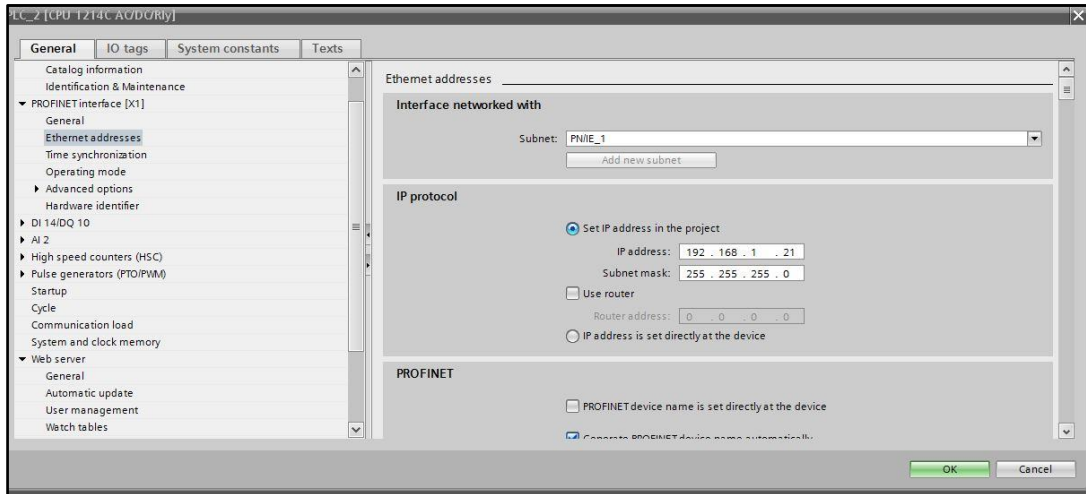 PLC_2 [CPU 1214C AC/DC/Rly]
General IO tags System constants Texts
Catalog information
Identification & Maintenance
PROFINET interface [X1]
General
Ethernet addresses
Time synchronization
Operating mode
Advanced options
Hardware identifier
DI 14/DQ 10
AI 2
High speed counters (HSC)
Pulse generators (PTO/PWM)
Startup
Cycle
Communication load
System and clock memory
Web server
General
Automatic update
User management
Watch tables
Ethernet addresses
Interface networked with
Subnet: PN/IE_1
Add new subnet
IP protocol
Set IP address in the project
IP address: 192 . 168 . 1 . 21
Subnet mask: 255 . 255 . 255 . 0
Use router
Router address: 0 . 0 . 0 . 0
IP address is set directly at the device
PROFINET
PROFINET device name is set directly at the device
Generate PROFINET device name automatically
OK Cancel